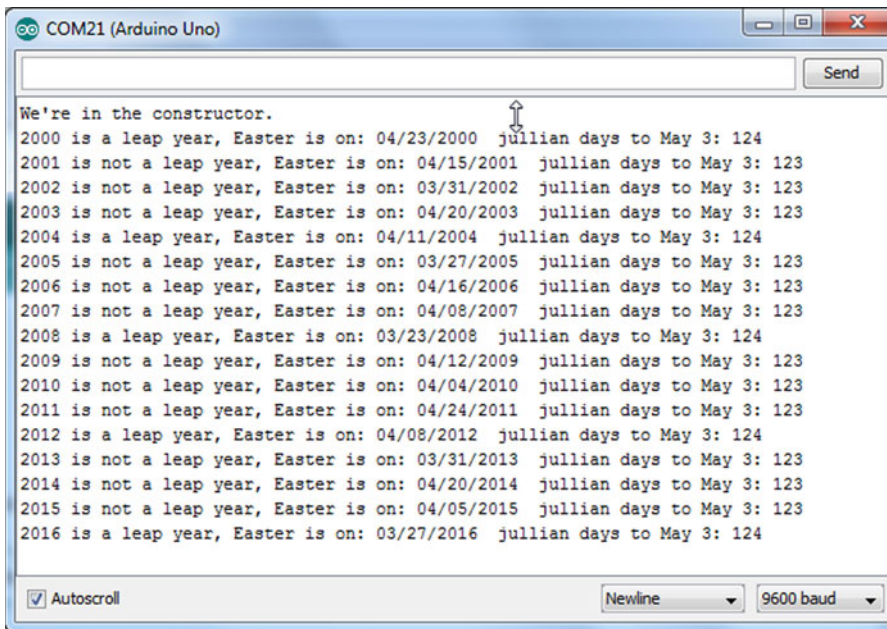 COM21 (Arduino Uno)
Send
We're in the constructor.
2000 is a leap year, Easter is on: 04/23/2000  jullian days to May 3: 124
2001 is not a leap year, Easter is on: 04/15/2001  jullian days to May 3: 123
2002 is not a leap year, Easter is on: 03/31/2002  jullian days to May 3: 123
2003 is not a leap year, Easter is on: 04/20/2003  jullian days to May 3: 123
2004 is a leap year, Easter is on: 04/11/2004  jullian days to May 3: 124
2005 is not a leap year, Easter is on: 03/27/2005  jullian days to May 3: 123
2006 is not a leap year, Easter is on: 04/16/2006  jullian days to May 3: 123
2007 is not a leap year, Easter is on: 04/08/2007  jullian days to May 3: 123
2008 is a leap year, Easter is on: 03/23/2008  jullian days to May 3: 124
2009 is not a leap year, Easter is on: 04/12/2009  jullian days to May 3: 123
2010 is not a leap year, Easter is on: 04/04/2010  jullian days to May 3: 123
2011 is not a leap year, Easter is on: 04/24/2011  jullian days to May 3: 123
2012 is a leap year, Easter is on: 04/08/2012  jullian days to May 3: 124
2013 is not a leap year, Easter is on: 03/31/2013  jullian days to May 3: 123
2014 is not a leap year, Easter is on: 04/20/2014  jullian days to May 3: 123
2015 is not a leap year, Easter is on: 04/05/2015  jullian days to May 3: 123
2016 is a leap year, Easter is on: 03/27/2016  jullian days to May 3: 124
Autoscroll
Newline
9600 baud